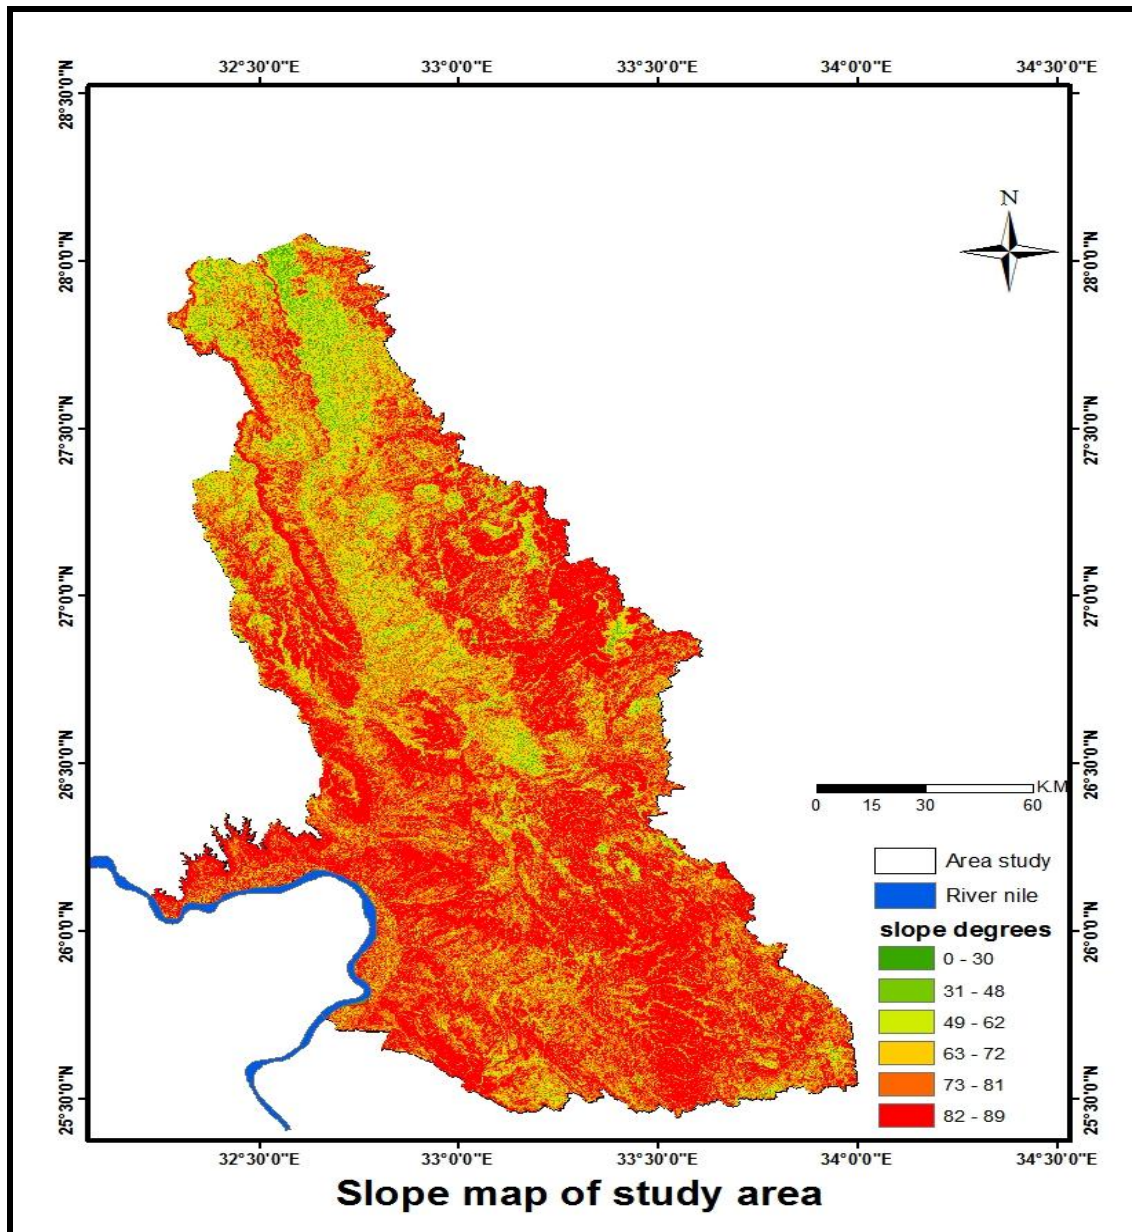 32°30'0"E 33°0'0"E 33°30'0"E 34°0'0"E 34°30'0"E
28°30'0"N
28°0'0"N
27°30'0"N
27°0'0"N
26°30'0"N
26°0'0"N
25°30'0"N
N
28°0'0"N
27°30'0"N
27°0'0"N
26°30'0"N
26°0'0"N
25°30'0"N
K.M
0 15 30 60
Area study
River nile
slope degrees
0 - 30
31 - 48
49 - 62
63 - 72
73 - 81
82 - 89
32°30'0"E 33°0'0"E 33°30'0"E 34°0'0"E 34°30'0"E
Slope map of study area